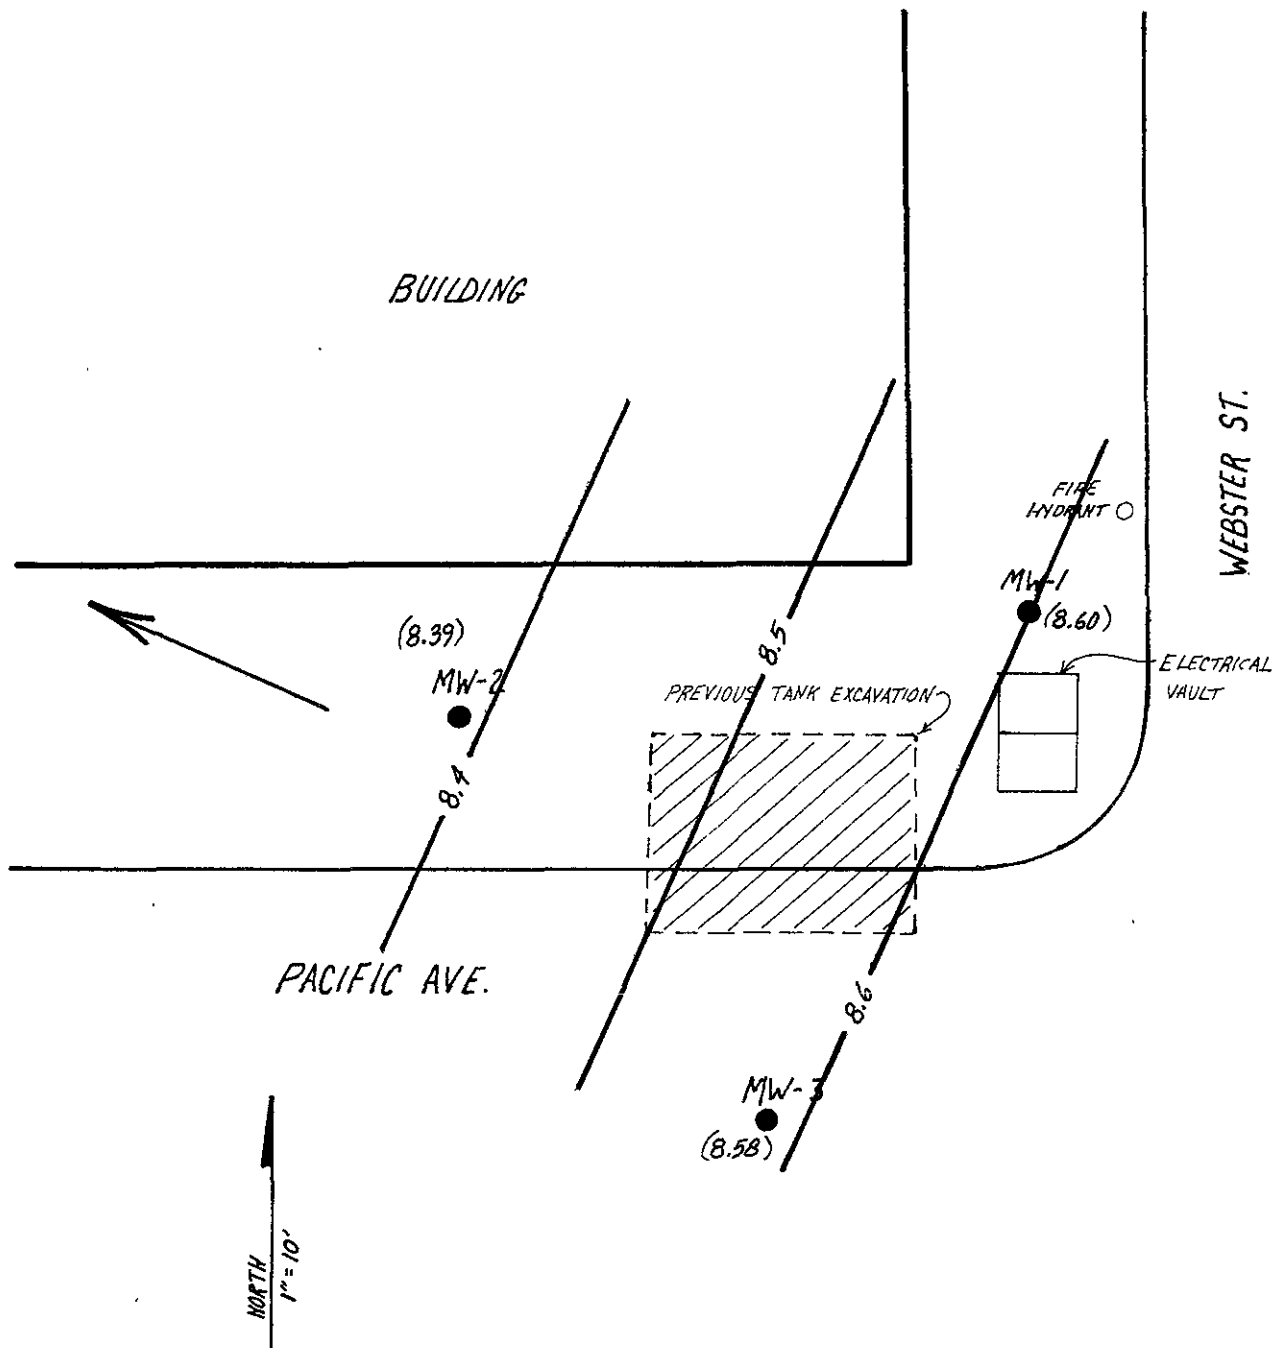 BUILDING
WEBSTER ST.
FIRE
HYDRANT
MW-1
(8.60)
(8.39)
MW-2
8.5
ELECTRICAL
VAULT
PREVIOUS TANK EXCAVATION
8.4
PACIFIC AVE.
8.6
MW-3
(8.58)
NORTH
1"=10'